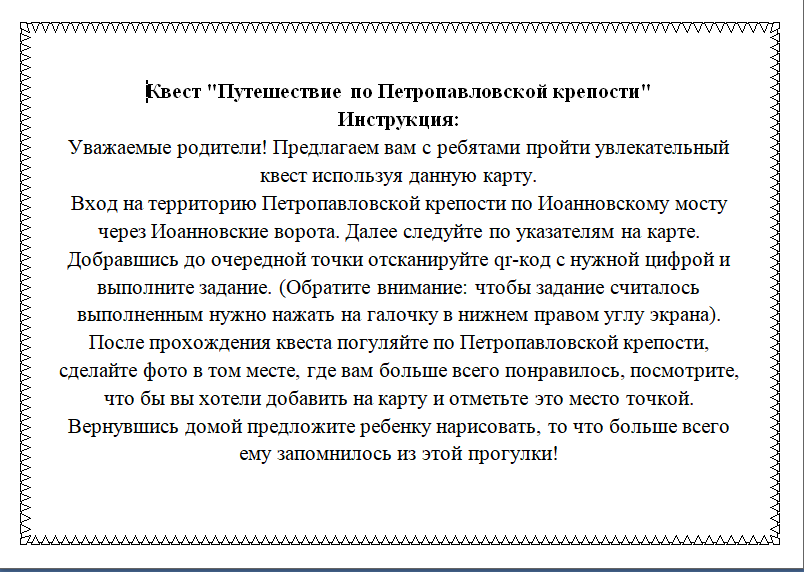 Квест "Путешествие по Петропавловской крепости"
Инструкция:
Уважаемые родители! Предлагаем вам с ребятами пройти увлекательный
квест используя данную карту.
Вход на территорию Петропавловской крепости по Иоанновскому мосту
через Иоанновские ворота. Далее следуйте по указателям на карте.
Добравшись до очередной точки отсканируйте qr-код с нужной цифрой и
выполните задание. (Обратите внимание: чтобы задание считалось
выполненным нужно нажать на галочку в нижнем правом углу экрана).
После прохождения квеста погуляйте по Петропавловской крепости,
сделайте фото в том месте, где вам больше всего понравилось, посмотрите,
что бы вы хотели добавить на карту и отметьте это место точкой.
Вернувшись домой предложите ребенку нарисовать, то что больше всего
ему запомнилось из этой прогулки!